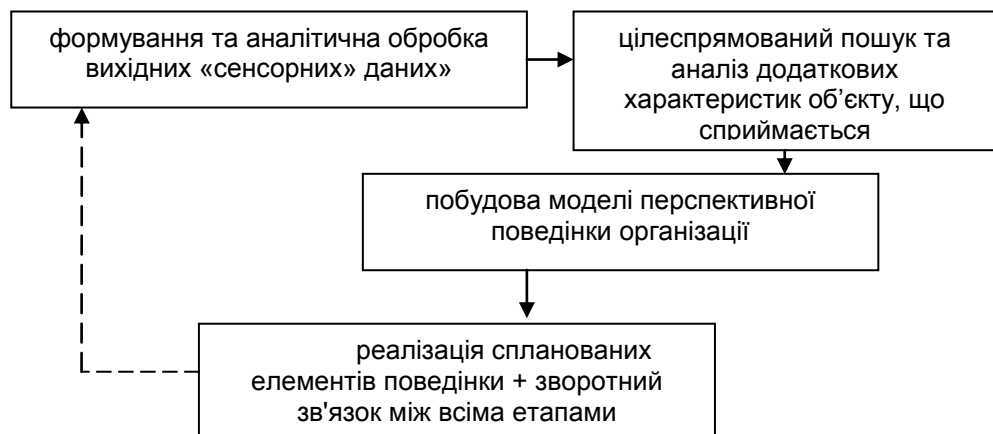 формування та аналітична обробка
вихідних «сенсорних» даних»
цілеспрямований пошук та
аналіз додаткових
характеристик об’єкту, що
сприймається
побудова моделі перспективної
поведінки організації
реалізація спланованих
елементів поведінки + зворотний
зв'язок між всіма етапами